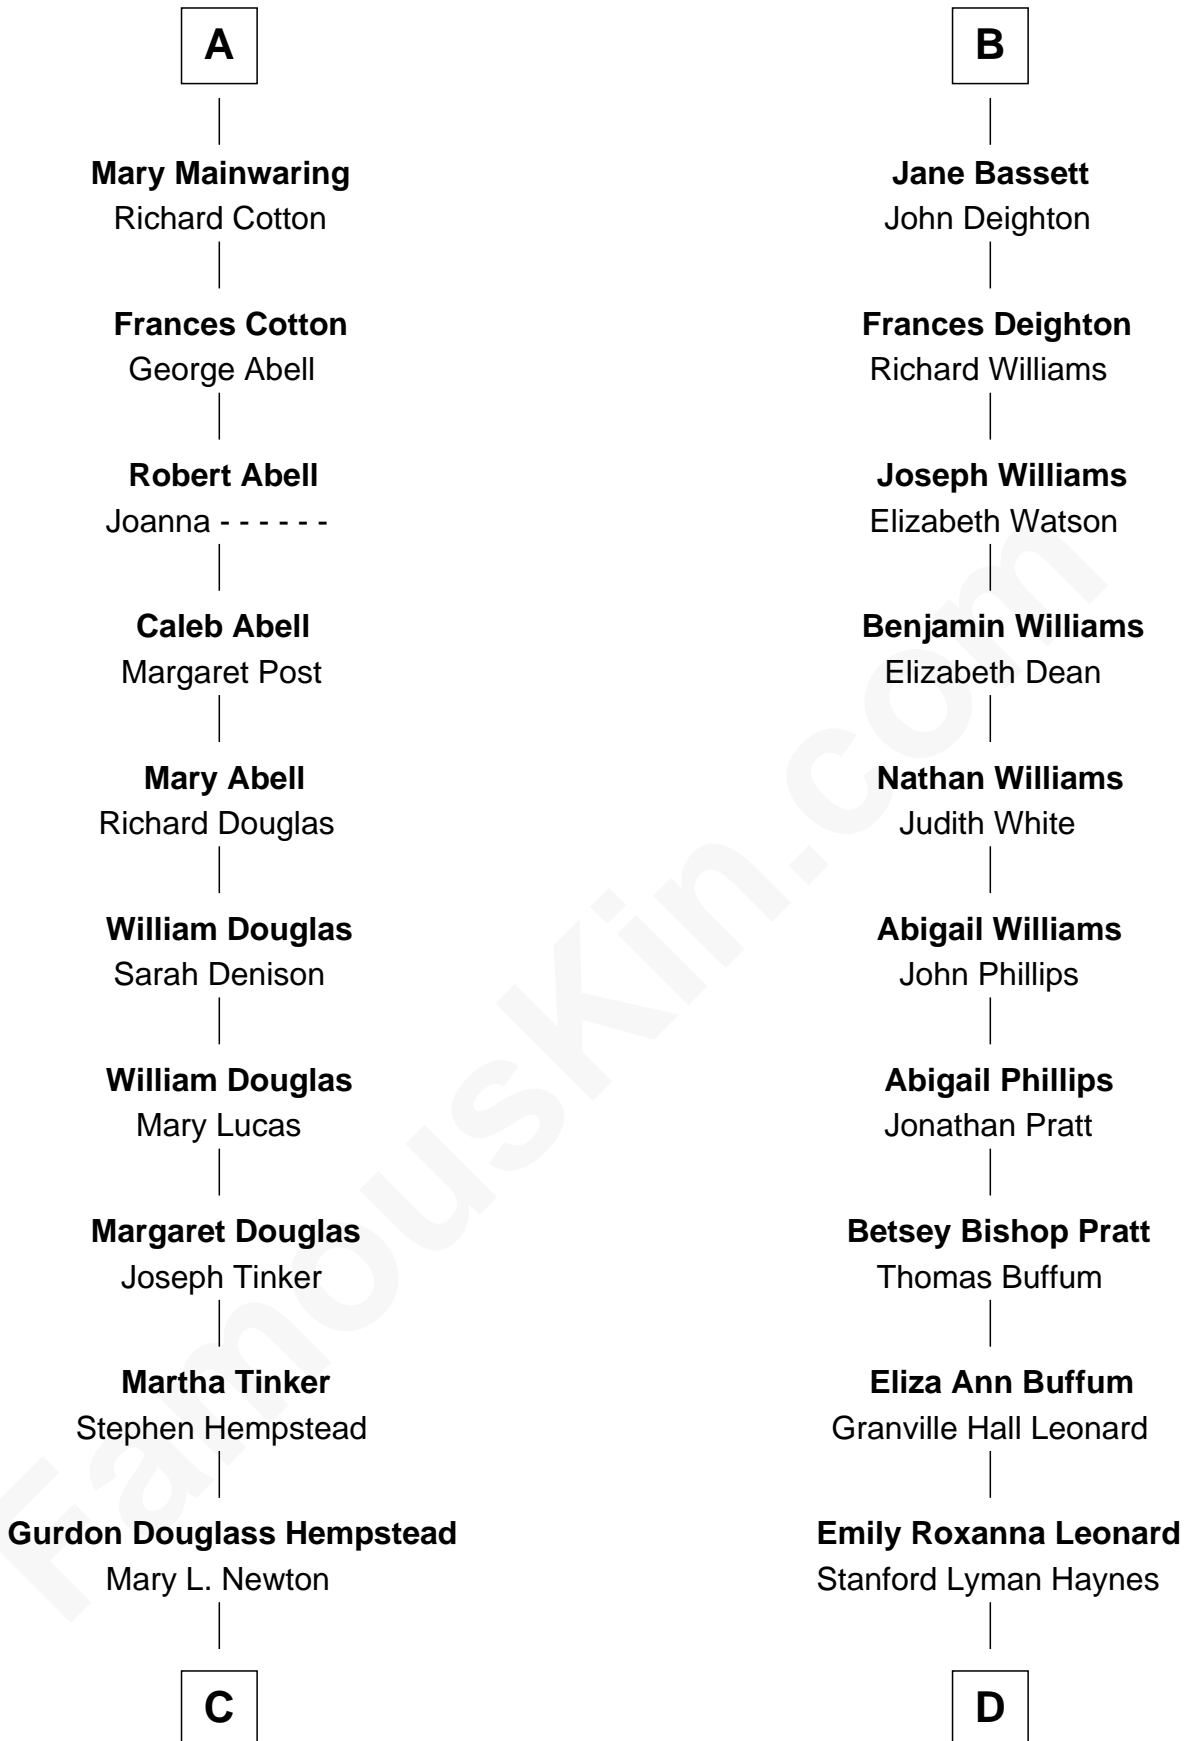 A
Mary Mainwaring
Richard Cotton
Frances Cotton
George Abell
Robert Abell
Joanna - - - - - -
Caleb Abell
Margaret Post
Mary Abell
Richard Douglas
William Douglas
Sarah Denison
William Douglas
Mary Lucas
Margaret Douglas
Joseph Tinker
Martha Tinker
Stephen Hempstead
Gurdon Douglass Hempstead
Mary L. Newton
C
B
Jane Bassett
John Deighton
Frances Deighton
Richard Williams
Joseph Williams
Elizabeth Watson
Benjamin Williams
Elizabeth Dean
Nathan Williams
Judith White
Abigail Williams
John Phillips
Abigail Phillips
Jonathan Pratt
Betsey Bishop Pratt
Thomas Buffum
Eliza Ann Buffum
Granville Hall Leonard
Emily Roxanna Leonard
Stanford Lyman Haynes
D
FamousKin.com